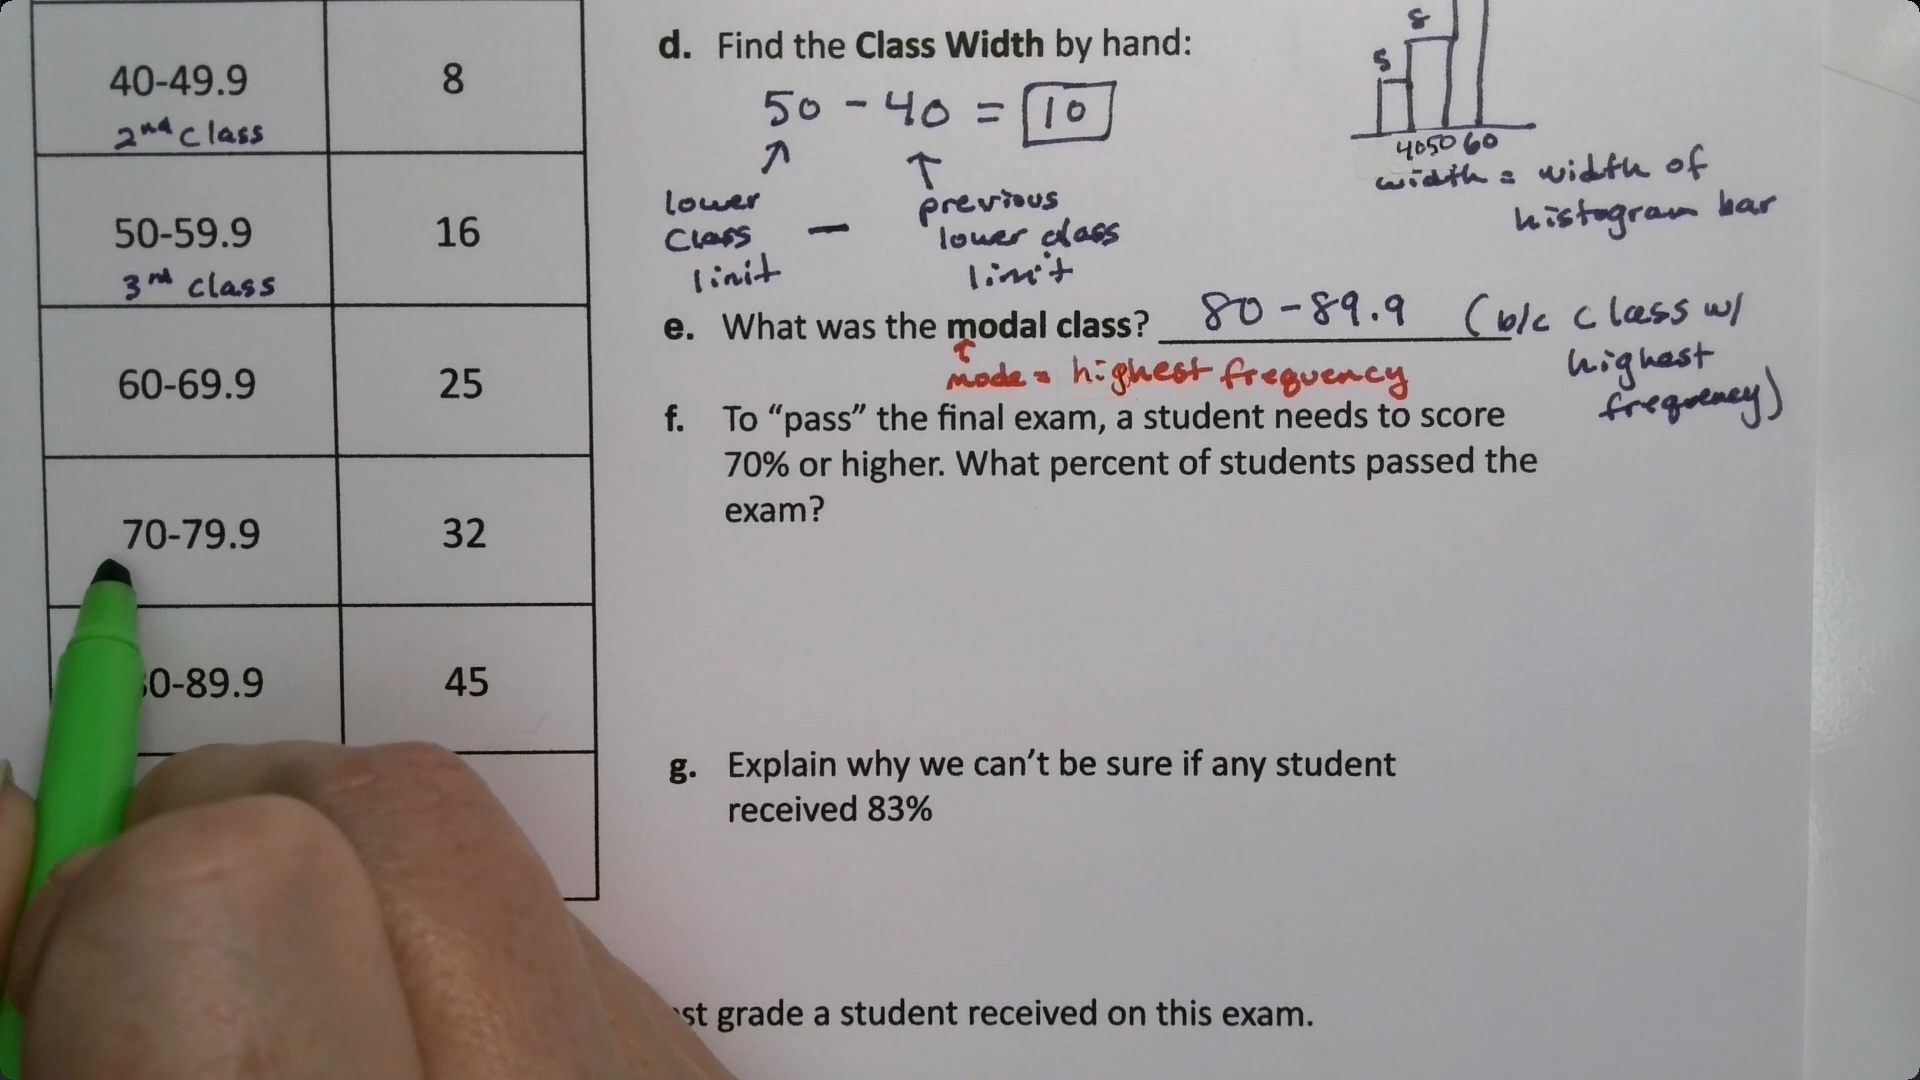 40-49.9 8
2nd class
50-59.9 16
3rd class
60-69.9 25
70-79.9 32
0-89.9 45
d. Find the Class Width by hand:
50 - 40 = 10
lower class limit - previous lower class limit
5 8
40 50 60
width = width of
histogram bar
e. What was the modal class? 80-89.9 (b/c class w/
highest
frequency)
mode = highest frequency
f. To “pass” the final exam, a student needs to score
70% or higher. What percent of students passed the
exam?
g. Explain why we can’t be sure if any student
received 83%
st grade a student received on this exam.